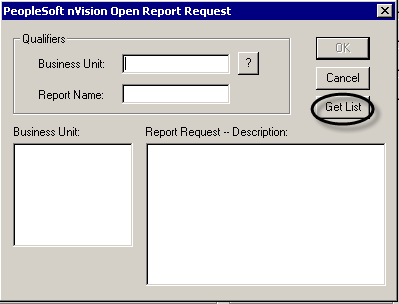 PeopleSoft nVision Open Report Request
Qualifiers
Business Unit:
?
Report Name:
OK
Cancel
Get List
Business Unit:
Report Request -- Description: